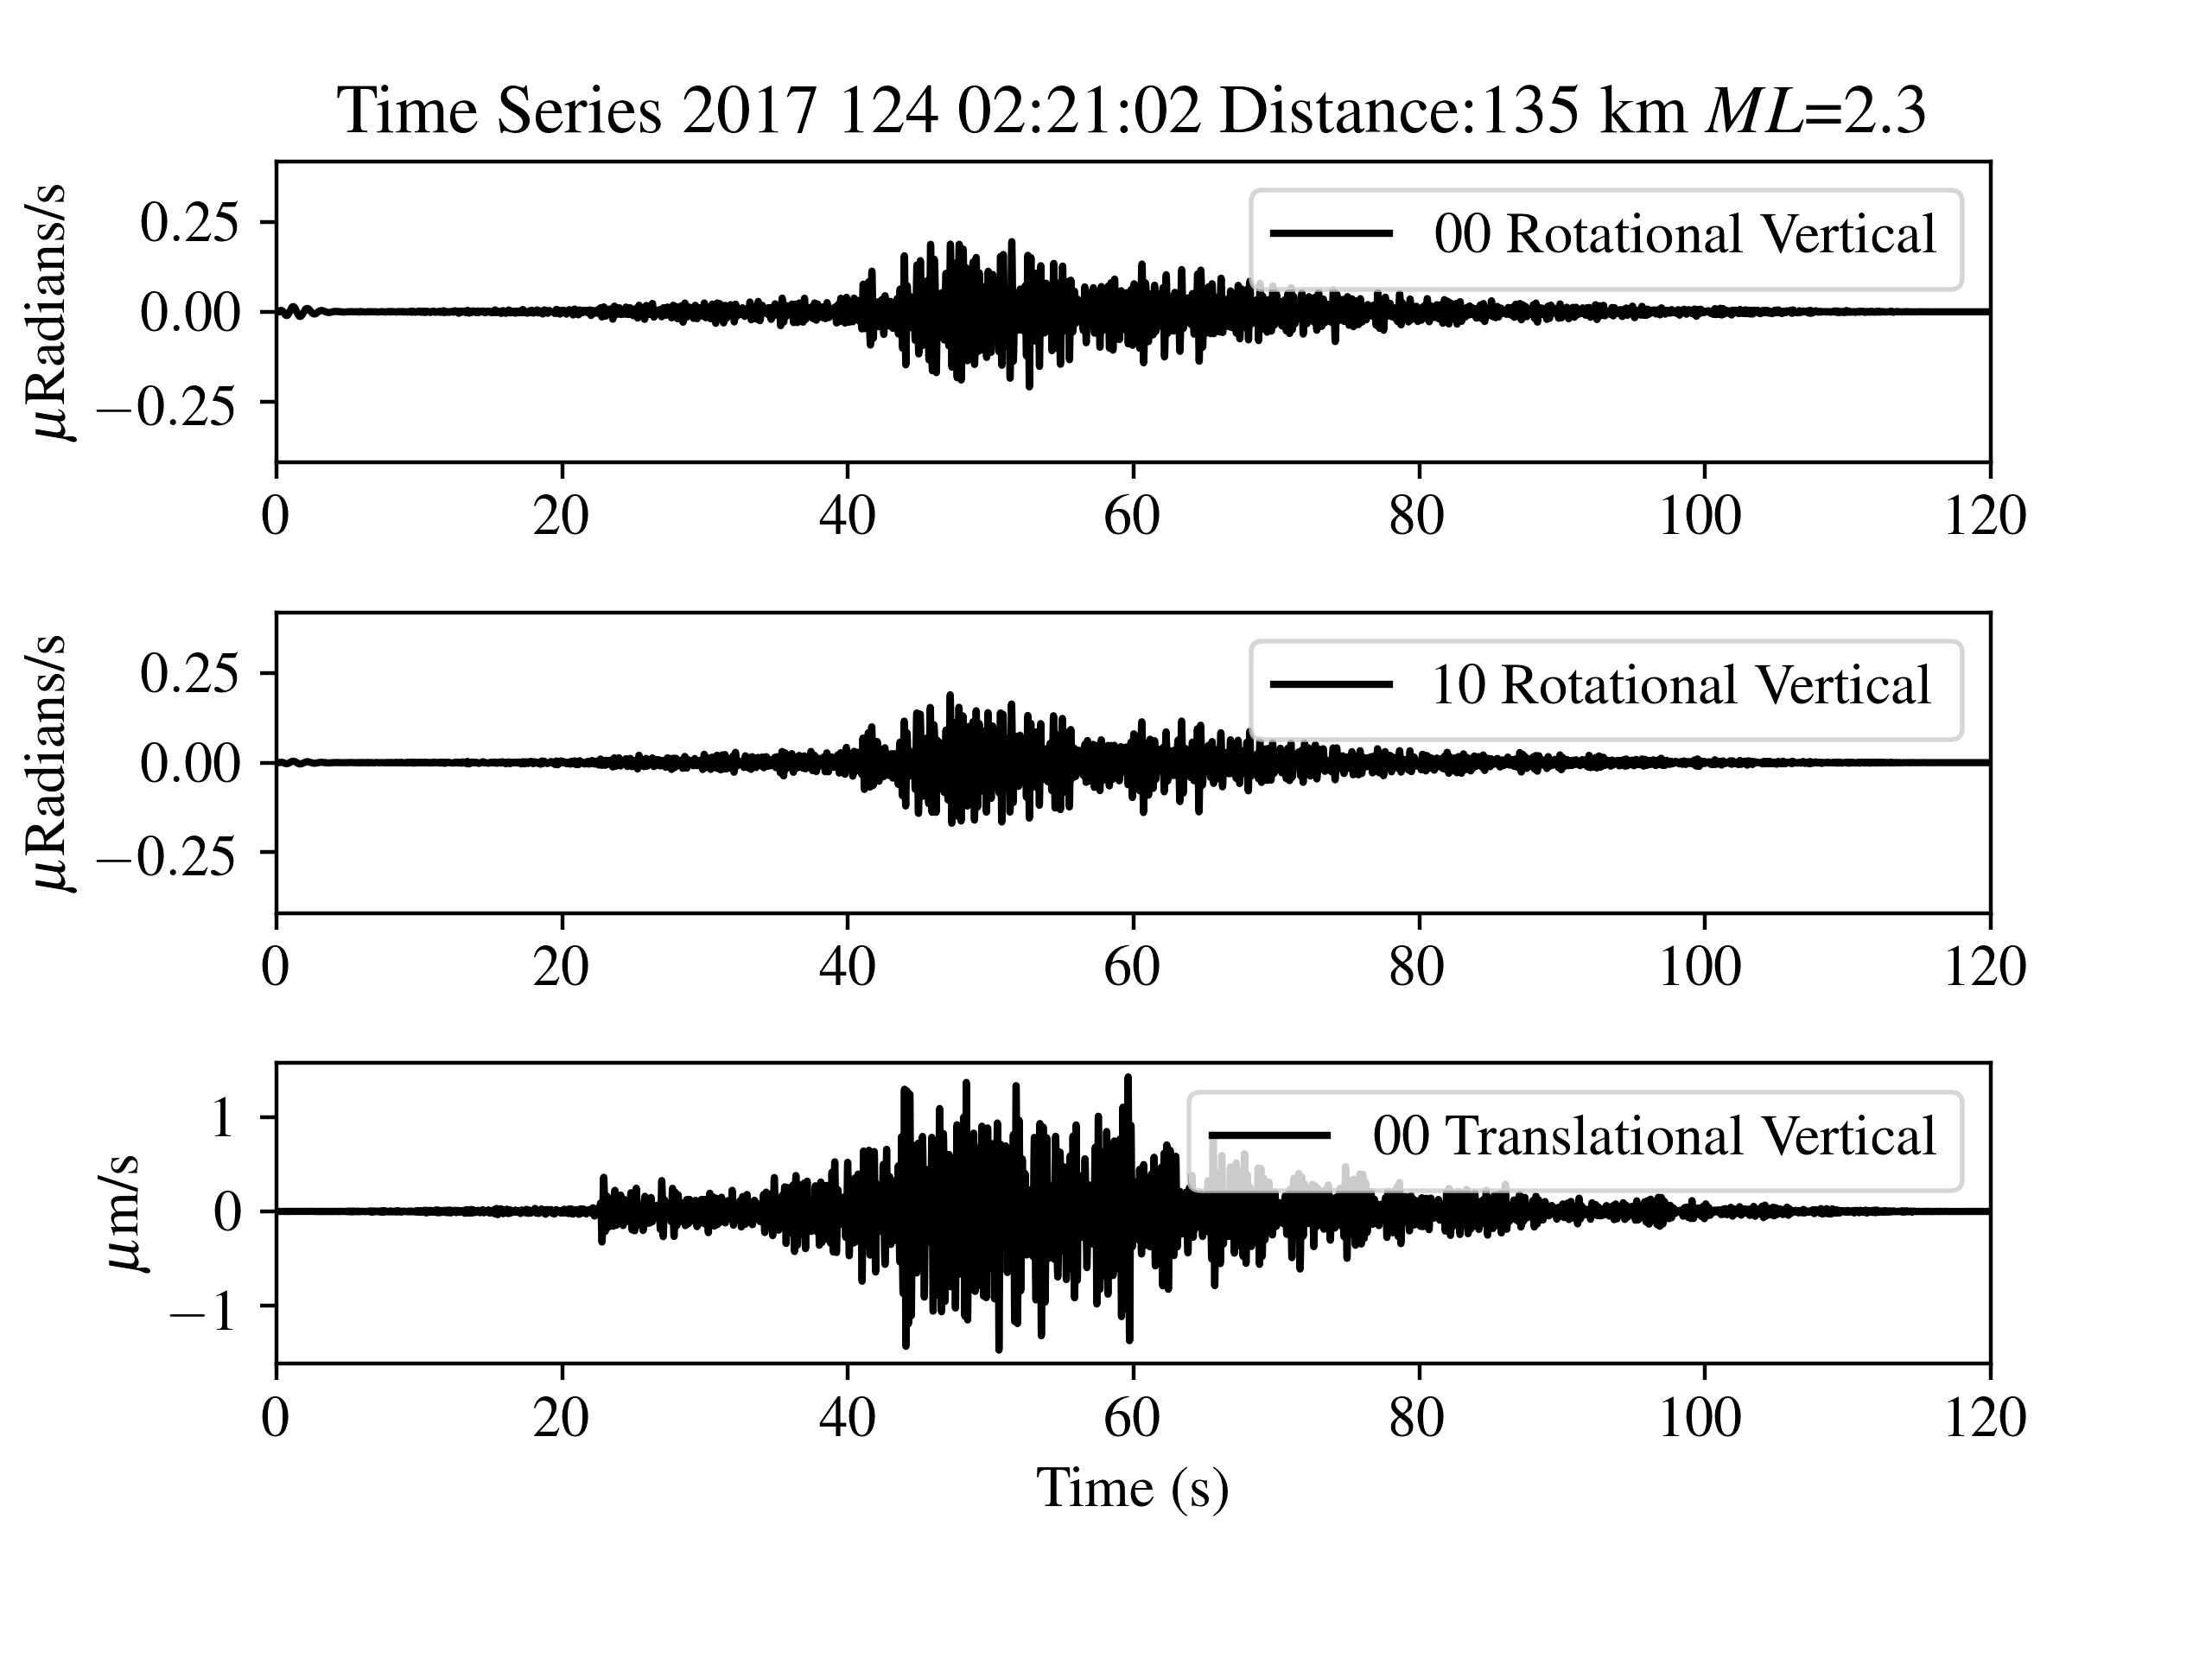 Time Series 2017 124 02:21:02 Distance:135 km ML=2.3
μRadians/s
0.25
0.00
−0.25
00 Rotational Vertical
0 20 40 60 80 100 120
μRadians/s
0.25
0.00
−0.25
10 Rotational Vertical
0 20 40 60 80 100 120
μm/s
1
0
−1
00 Translational Vertical
0 20 40 60 80 100 120
Time (s)